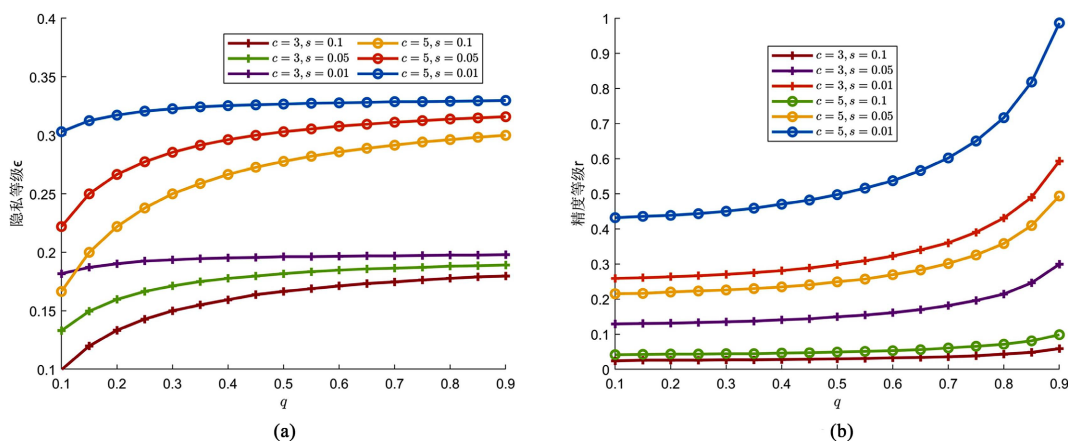 0.4
0.35
0.3
0.25
0.2
0.15
0.1
隐私等级ϵ
c = 3, s = 0.1
c = 3, s = 0.05
c = 3, s = 0.01
c = 5, s = 0.1
c = 5, s = 0.05
c = 5, s = 0.01
0.1 0.2 0.3 0.4 0.5 0.6 0.7 0.8 0.9
q
(a)
1
0.9
0.8
0.7
0.6
0.5
0.4
0.3
0.2
0.1
0
精度等级r
c = 3, s = 0.1
c = 3, s = 0.05
c = 3, s = 0.01
c = 5, s = 0.1
c = 5, s = 0.05
c = 5, s = 0.01
0.1 0.2 0.3 0.4 0.5 0.6 0.7 0.8 0.9
q
(b)